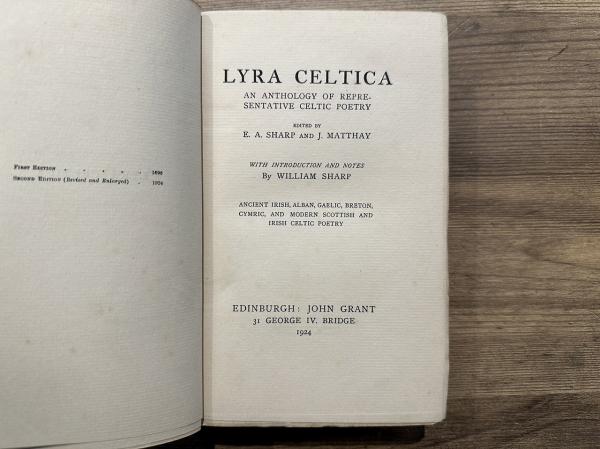 First Edition . . . . . 1896
Second Edition (Revised and Enlarged) . 1924
LYRA CELTICA
AN ANTHOLOGY OF REPRE-
SENTATIVE CELTIC POETRY
EDITED BY
E. A. SHARP AND J. MATTHAY
WITH INTRODUCTION AND NOTES
By WILLIAM SHARP
ANCIENT IRISH, ALBAN, GAELIC, BRETON,
CYMRIC, AND MODERN SCOTTISH AND
IRISH CELTIC POETRY
EDINBURGH: JOHN GRANT
31 GEORGE IV. BRIDGE
1924